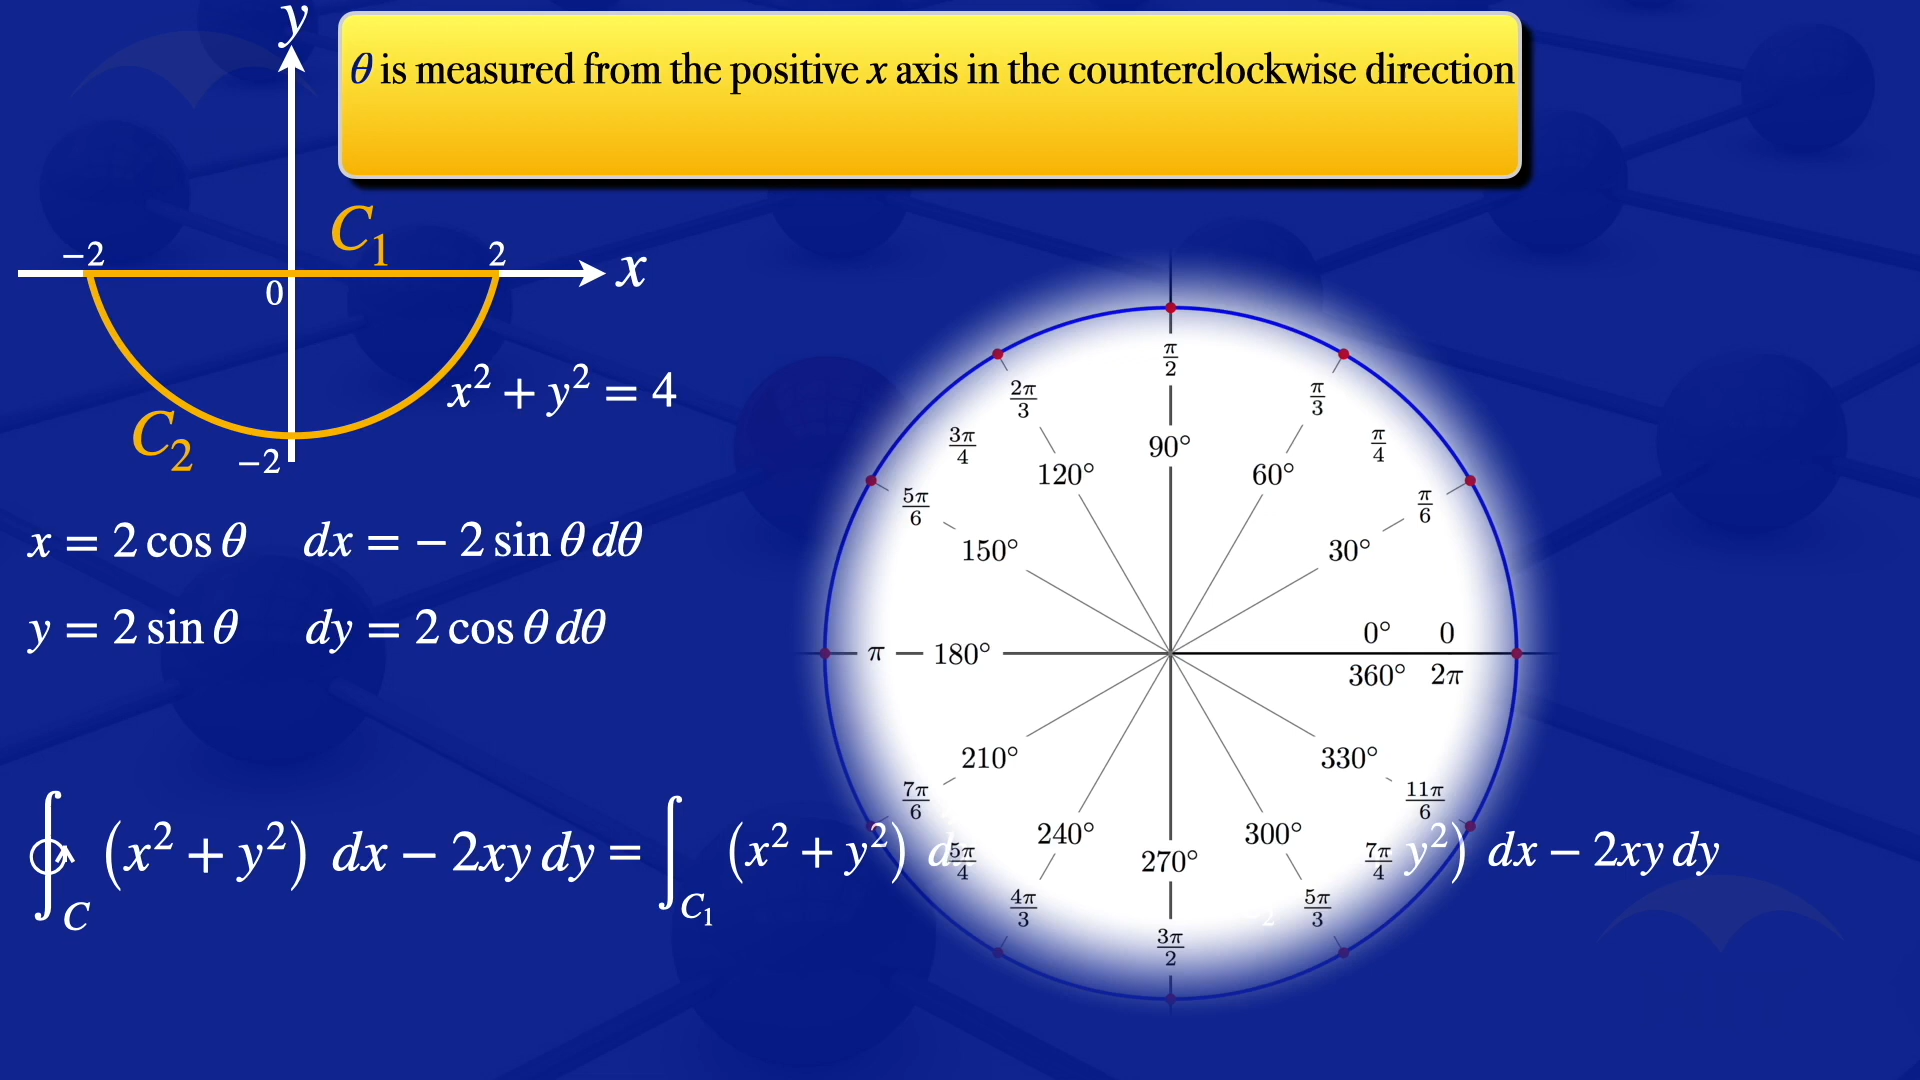 y
θ is measured from the positive x axis in the counterclockwise direction
C₁
−2
2
x
0
x² + y² = 4
C₂
−2
x = 2 cos θ dx = − 2 sin θ dθ
y = 2 sin θ dy = 2 cos θ dθ
π/2
2π/3 π/3
3π/4 π/4
90°
120° 60°
5π/6 π/6
150° 30°
0° 0
π 180°
360° 2π
210° 330°
7π/6 11π/6
240° 300°
270°
∮_C (x² + y²) dx − 2xy dy = ∫_C₁ (x² + y²) d y²) dx − 2xy dy
5π/4 7π/4
4π/3 5π/3
3π/2